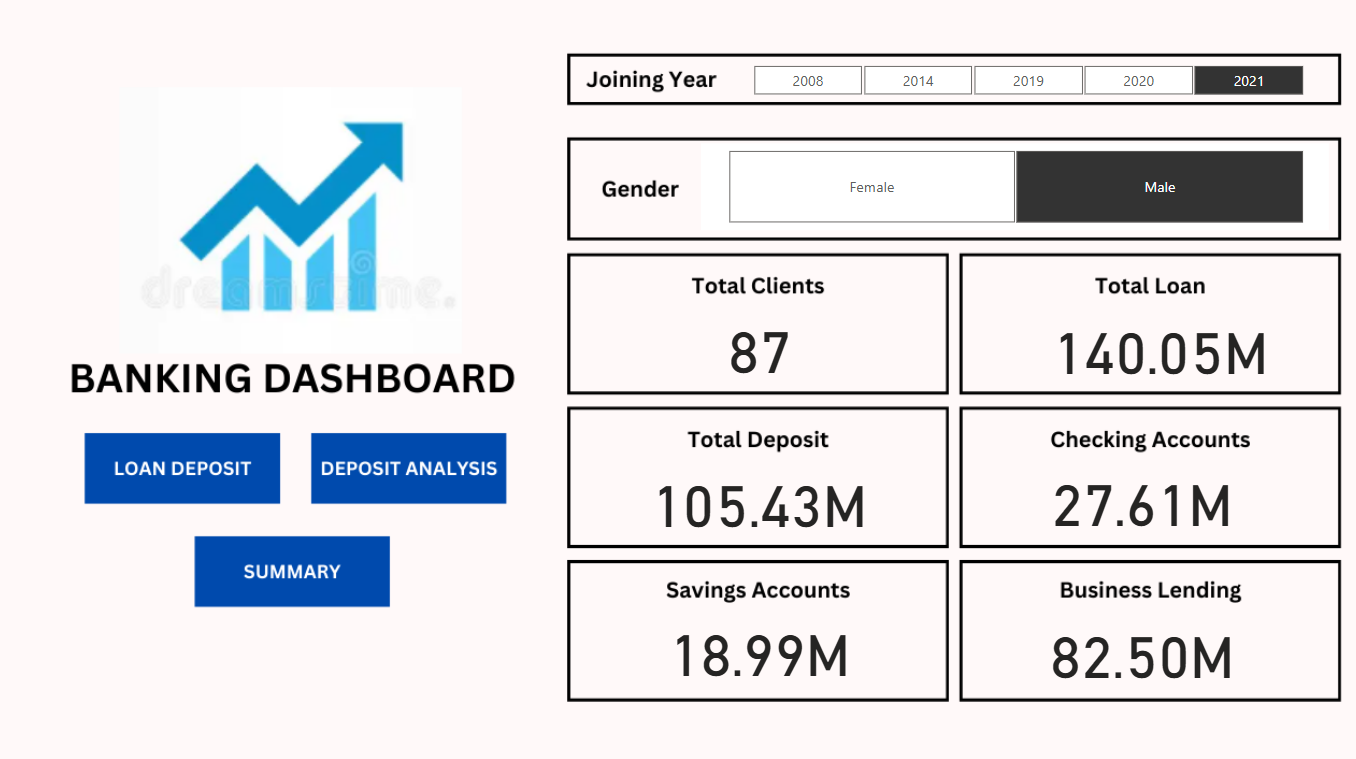 dreamstime.
BANKING DASHBOARD
LOAN DEPOSIT
DEPOSIT ANALYSIS
SUMMARY
Joining Year
2008
2014
2019
2020
2021
Gender
Female
Male
Total Clients
87
Total Loan
140.05M
Total Deposit
105.43M
Checking Accounts
27.61M
Savings Accounts
18.99M
Business Lending
82.50M